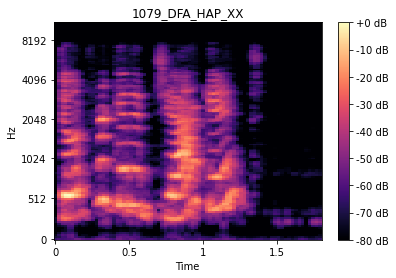 1079_DFA_HAP_XX
+0 dB
8192
-10 dB
4096
-20 dB
-30 dB
2048
Hz
-40 dB
1024
-50 dB
-60 dB
512
-70 dB
0
-80 dB
0
0.5
1
1.5
Time